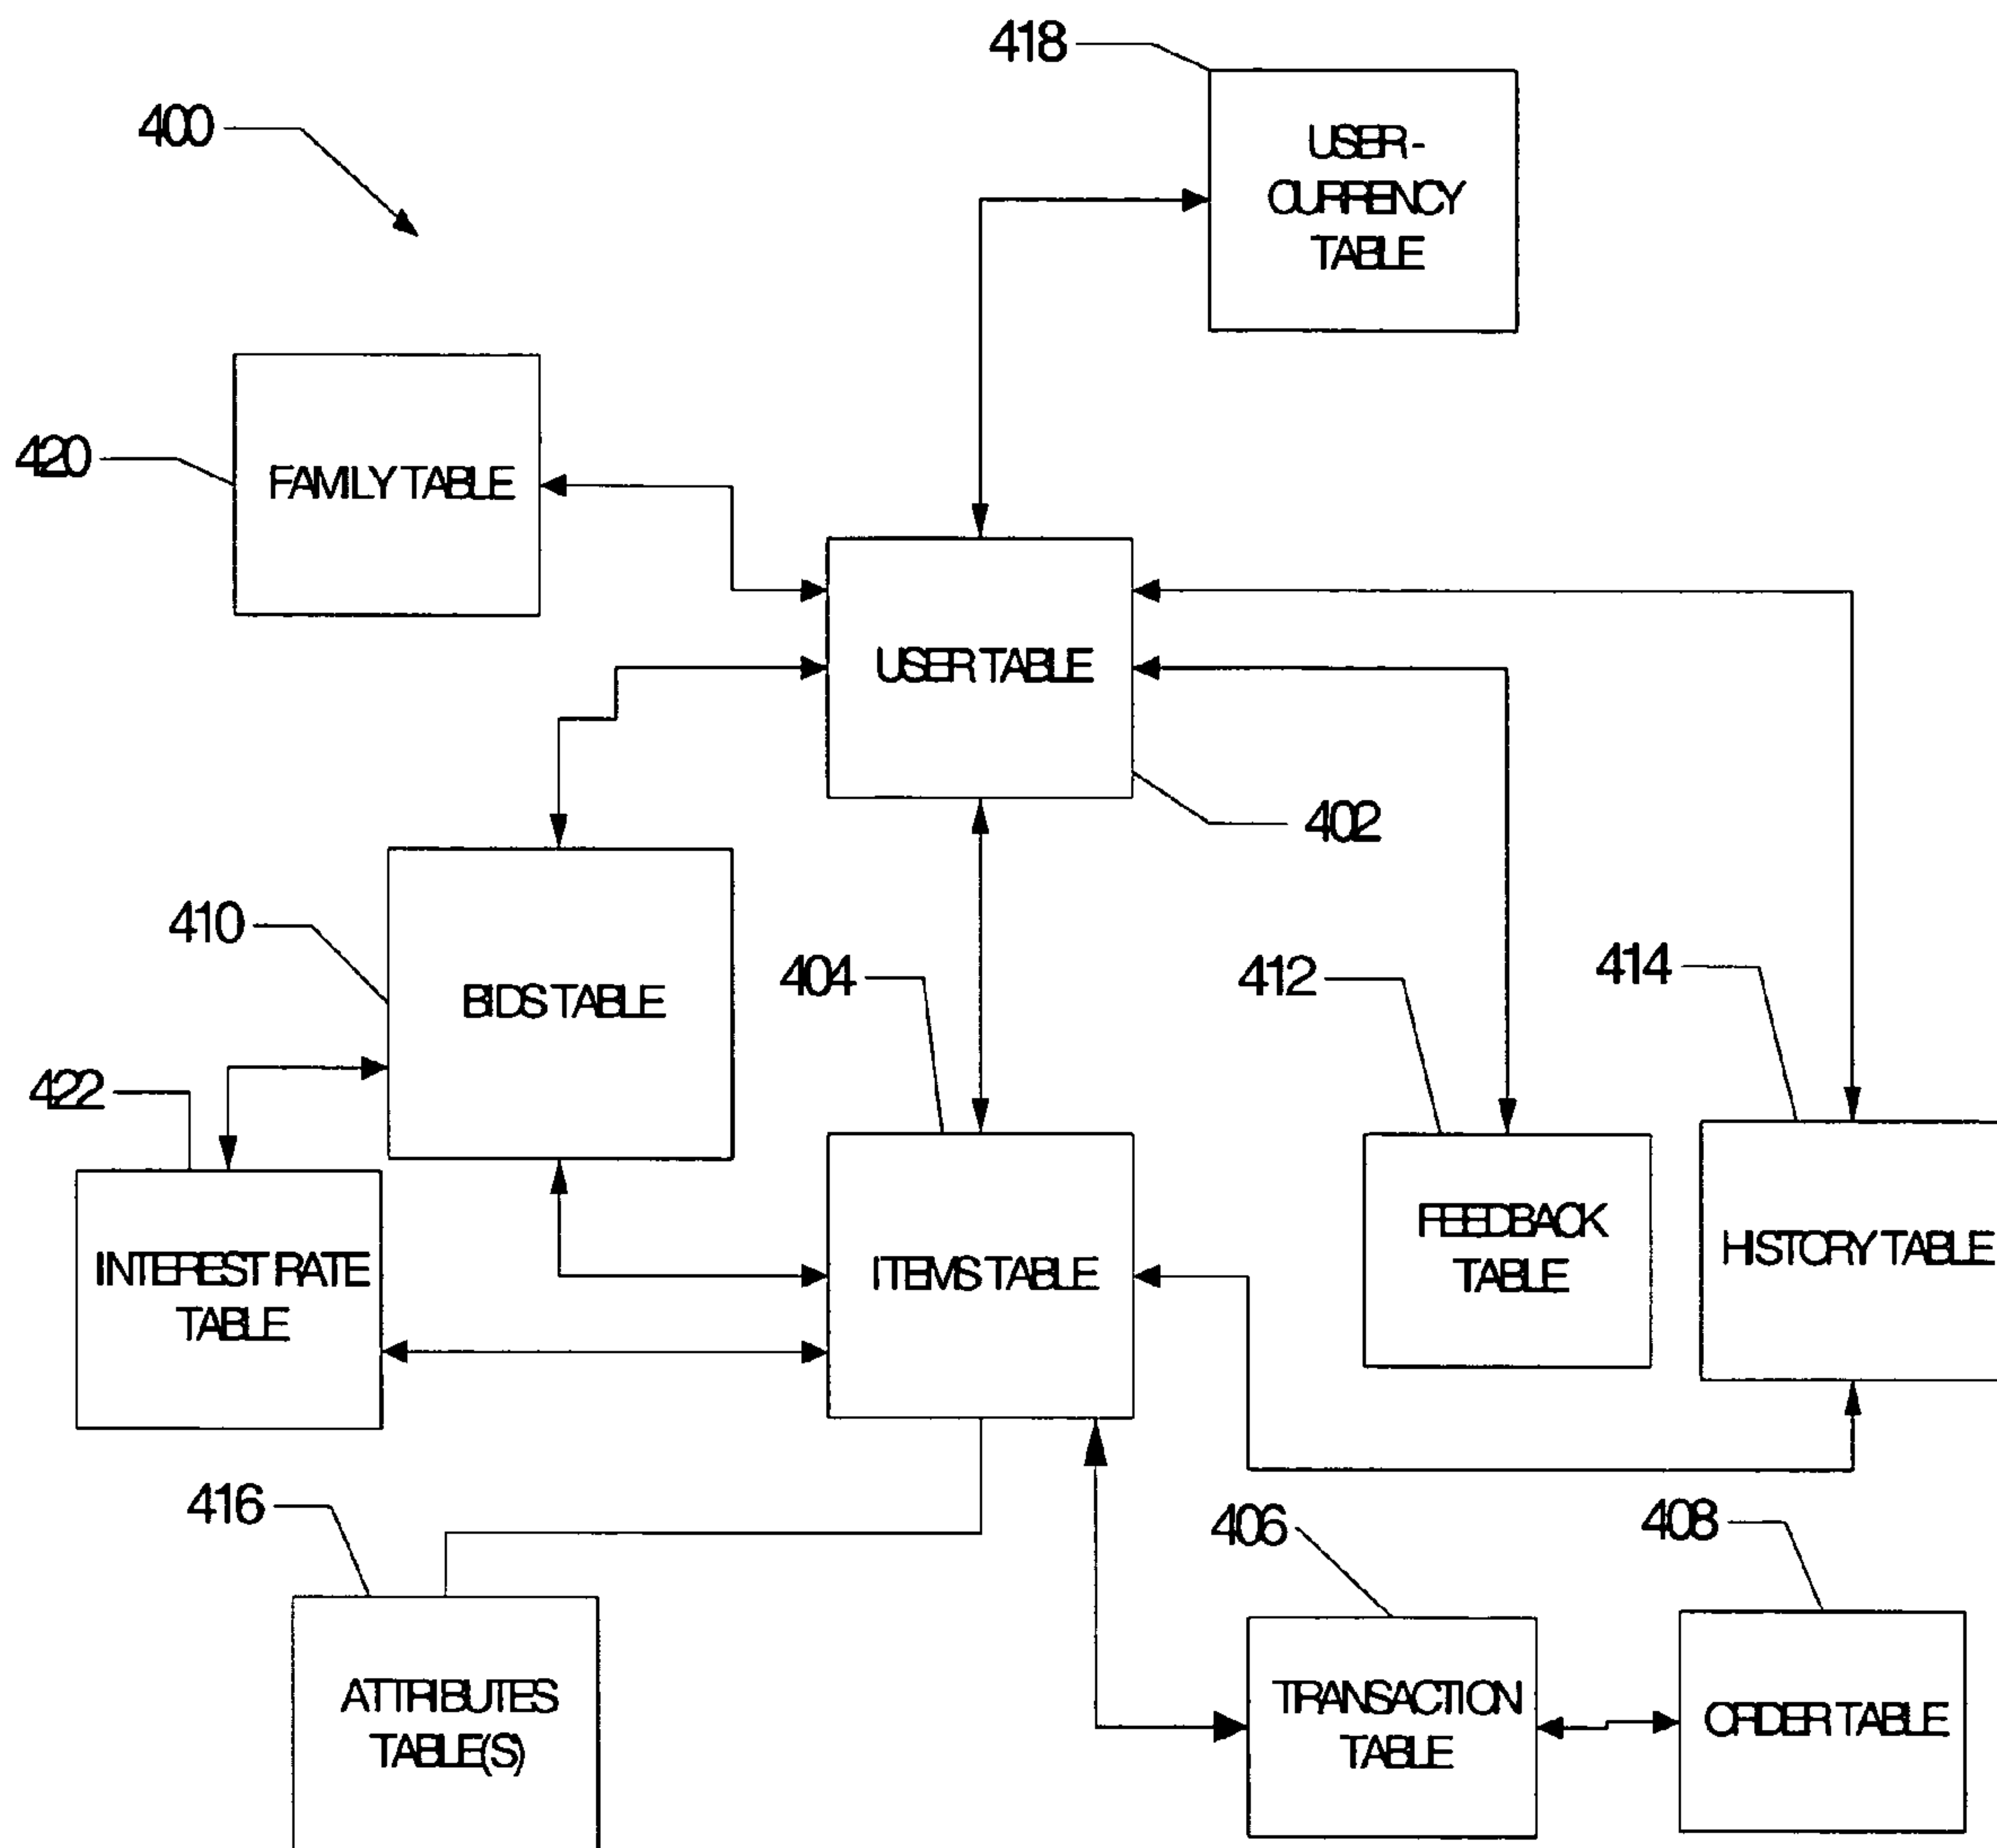 418
400
USER-
CURRENCY
TABLE
420
FAMILY TABLE
USER TABLE
402
410
404
412
414
BIDS TABLE
422
INTEREST RATE
TABLE
ITEMS TABLE
FEEDBACK
TABLE
HISTORY TABLE
416
406
408
ATTRIBUTES
TABLE(S)
TRANSACTION
TABLE
ORDER TABLE